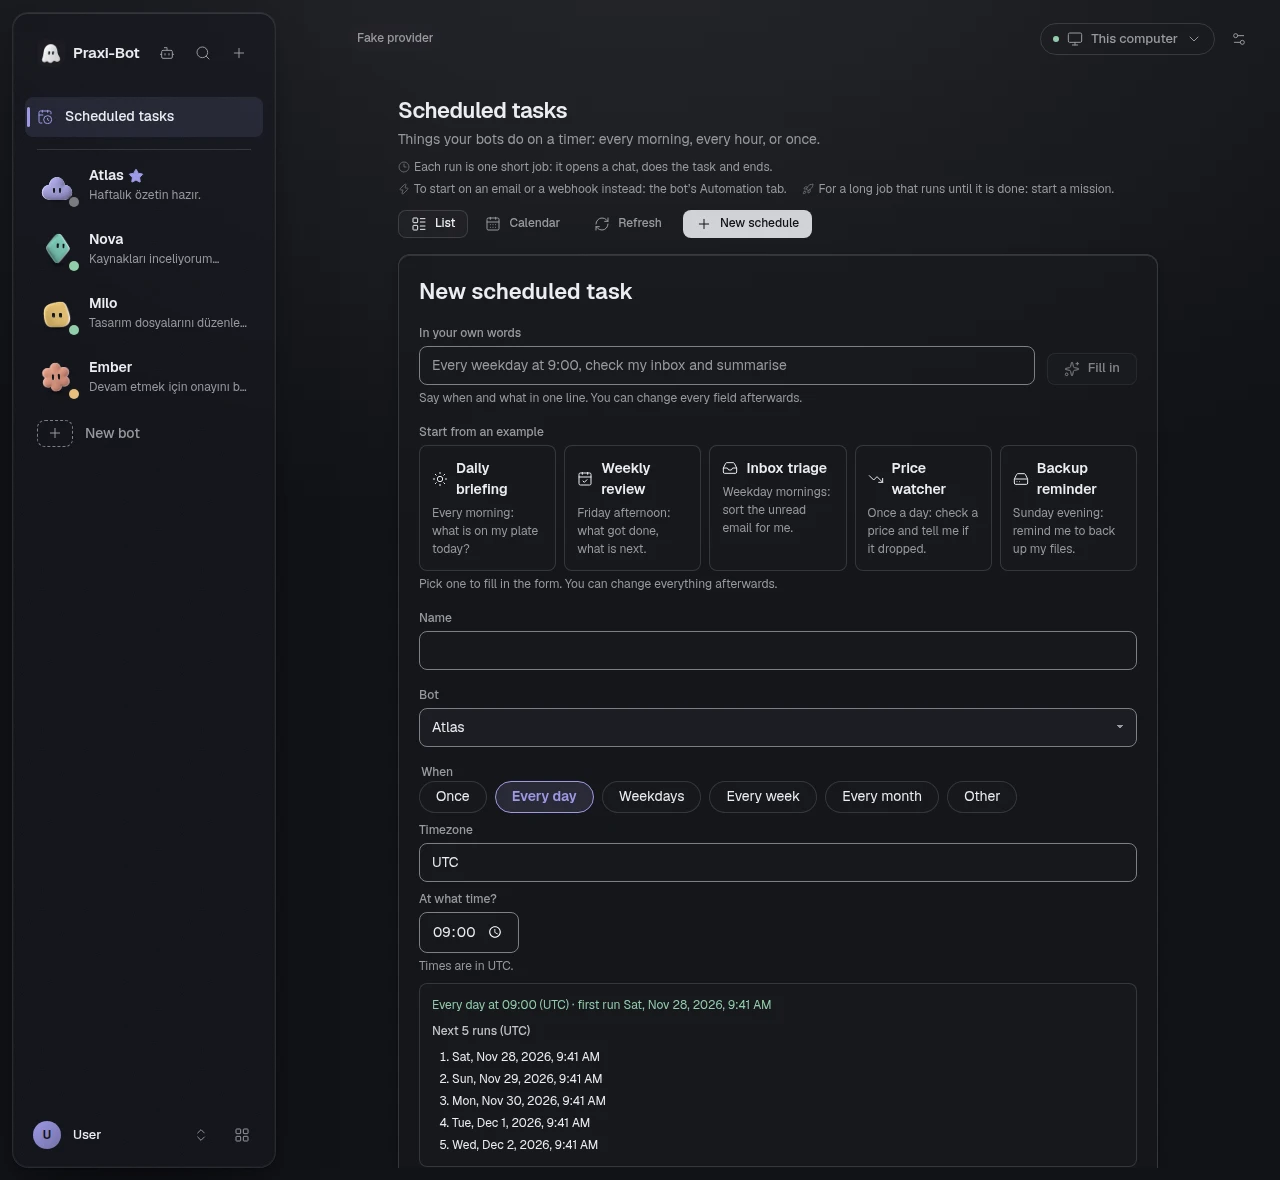 Praxi-Bot
Scheduled tasks
Atlas
Haftalık özetin hazır.
Nova
Kaynakları inceliyorum...
Milo
Tasarım dosyalarını düzenle...
Ember
Devam etmek için onayını b...
New bot
U
User
Fake provider
This computer
Scheduled tasks
Things your bots do on a timer: every morning, every hour, or once.
Each run is one short job: it opens a chat, does the task and ends.
To start on an email or a webhook instead: the bot's Automation tab.
For a long job that runs until it is done: start a mission.
List
Calendar
Refresh
New schedule
New scheduled task
In your own words
Every weekday at 9:00, check my inbox and summarise
Fill in
Say when and what in one line. You can change every field afterwards.
Start from an example
Daily
briefing
Every morning:
what is on my plate
today?
Weekly
review
Friday afternoon:
what got done,
what is next.
Inbox triage
Weekday mornings:
sort the unread
email for me.
Price
watcher
Once a day: check a
price and tell me if
it dropped.
Backup
reminder
Sunday evening:
remind me to back
up my files.
Pick one to fill in the form. You can change everything afterwards.
Name
Bot
Atlas
When
Once
Every day
Weekdays
Every week
Every month
Other
Timezone
UTC
At what time?
09:00
Times are in UTC.
Every day at 09:00 (UTC) · first run Sat, Nov 28, 2026, 9:41 AM
Next 5 runs (UTC)
1. Sat, Nov 28, 2026, 9:41 AM
2. Sun, Nov 29, 2026, 9:41 AM
3. Mon, Nov 30, 2026, 9:41 AM
4. Tue, Dec 1, 2026, 9:41 AM
5. Wed, Dec 2, 2026, 9:41 AM